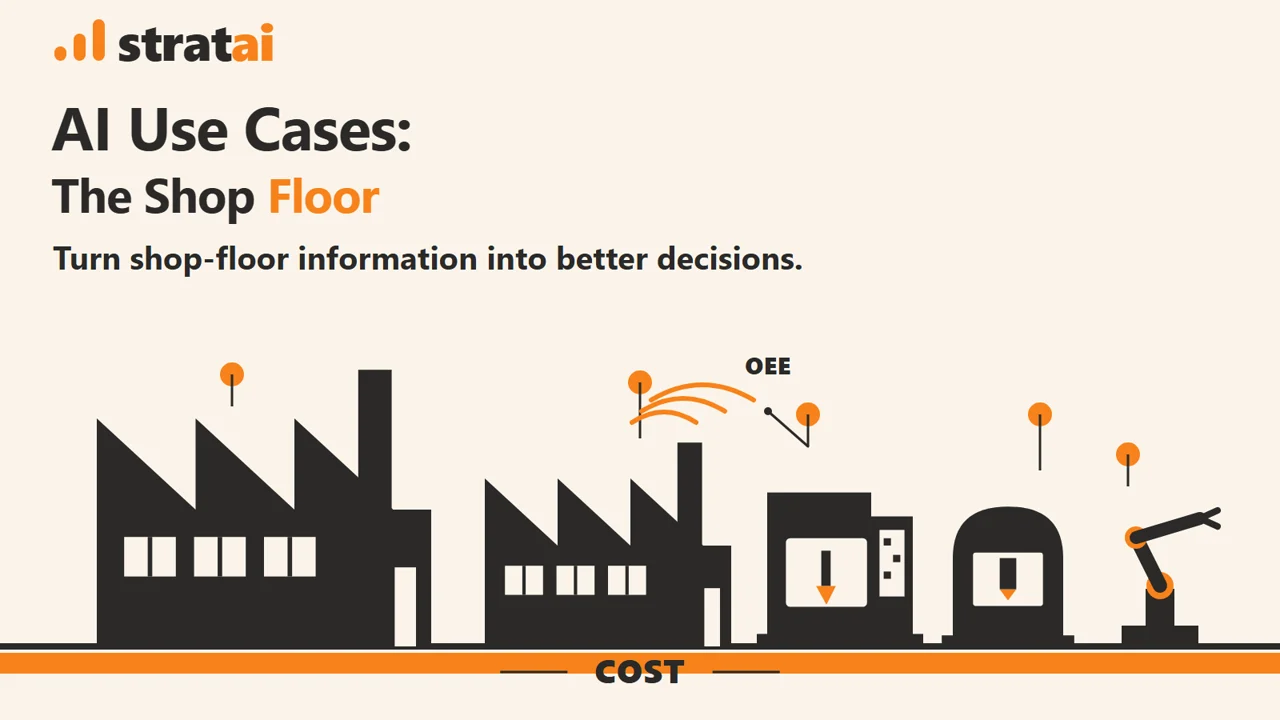 stratai
AI Use Cases:
The Shop Floor
Turn shop-floor information into better decisions.
OEE
COST